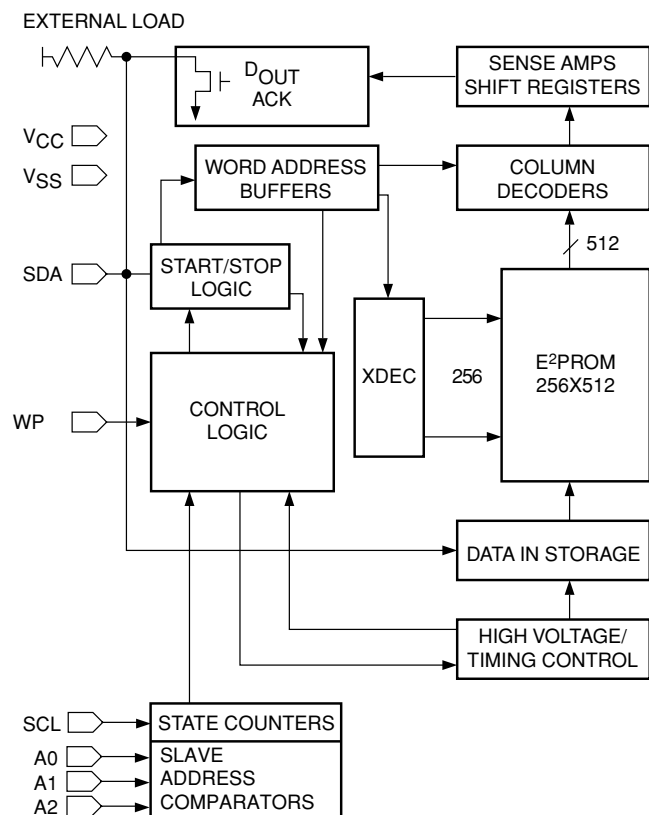 EXTERNAL LOAD
DOUT
ACK
SENSE AMPS
SHIFT REGISTERS
VCC
VSS
WORD ADDRESS
BUFFERS
COLUMN
DECODERS
512
SDA
START/STOP
LOGIC
XDEC
256
E2PROM
256X512
WP
CONTROL
LOGIC
DATA IN STORAGE
HIGH VOLTAGE/
TIMING CONTROL
SCL
STATE COUNTERS
A0
SLAVE
A1
ADDRESS
A2
COMPARATORS